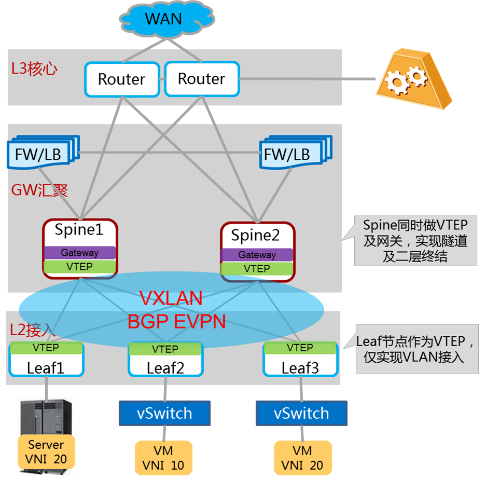 WAN
L3核心
Router
Router
FW/LB
FW/LB
GW汇聚
Spine1
Gateway
VTEP
Spine2
Gateway
VTEP
Spine同时做VTEP
及网关，实现隧道
及二层终结
VXLAN
BGP EVPN
L2接入
VTEP
Leaf1
VTEP
Leaf2
VTEP
Leaf3
Leaf节点作为VTEP，
仅实现VLAN接入
vSwitch
vSwitch
Server
VNI 20
VM
VNI 10
VM
VNI 20